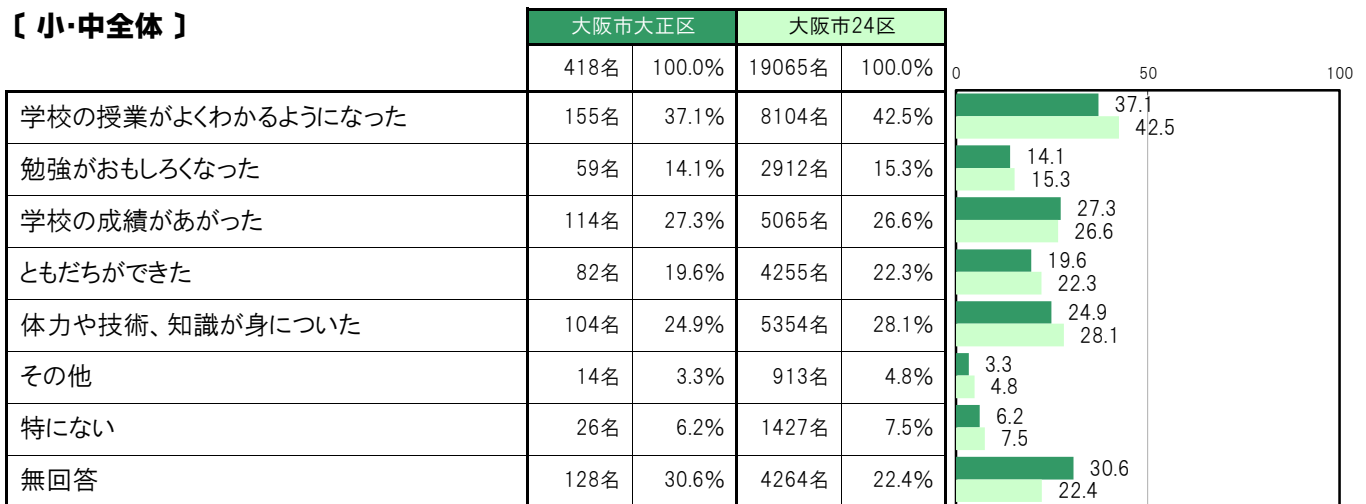 〔 小・中全体 〕
大阪市大正区 大阪市24区
418名 100.0% 19065名 100.0%
0 50 100
学校の授業がよくわかるようになった 155名 37.1% 8104名 42.5%
37.1
42.5
勉強がおもしろくなった 59名 14.1% 2912名 15.3%
14.1
15.3
学校の成績があがった 114名 27.3% 5065名 26.6%
27.3
26.6
ともだちができた 82名 19.6% 4255名 22.3%
19.6
22.3
体力や技術、知識が身についた 104名 24.9% 5354名 28.1%
24.9
28.1
その他 14名 3.3% 913名 4.8%
3.3
4.8
特にない 26名 6.2% 1427名 7.5%
6.2
7.5
無回答 128名 30.6% 4264名 22.4%
30.6
22.4